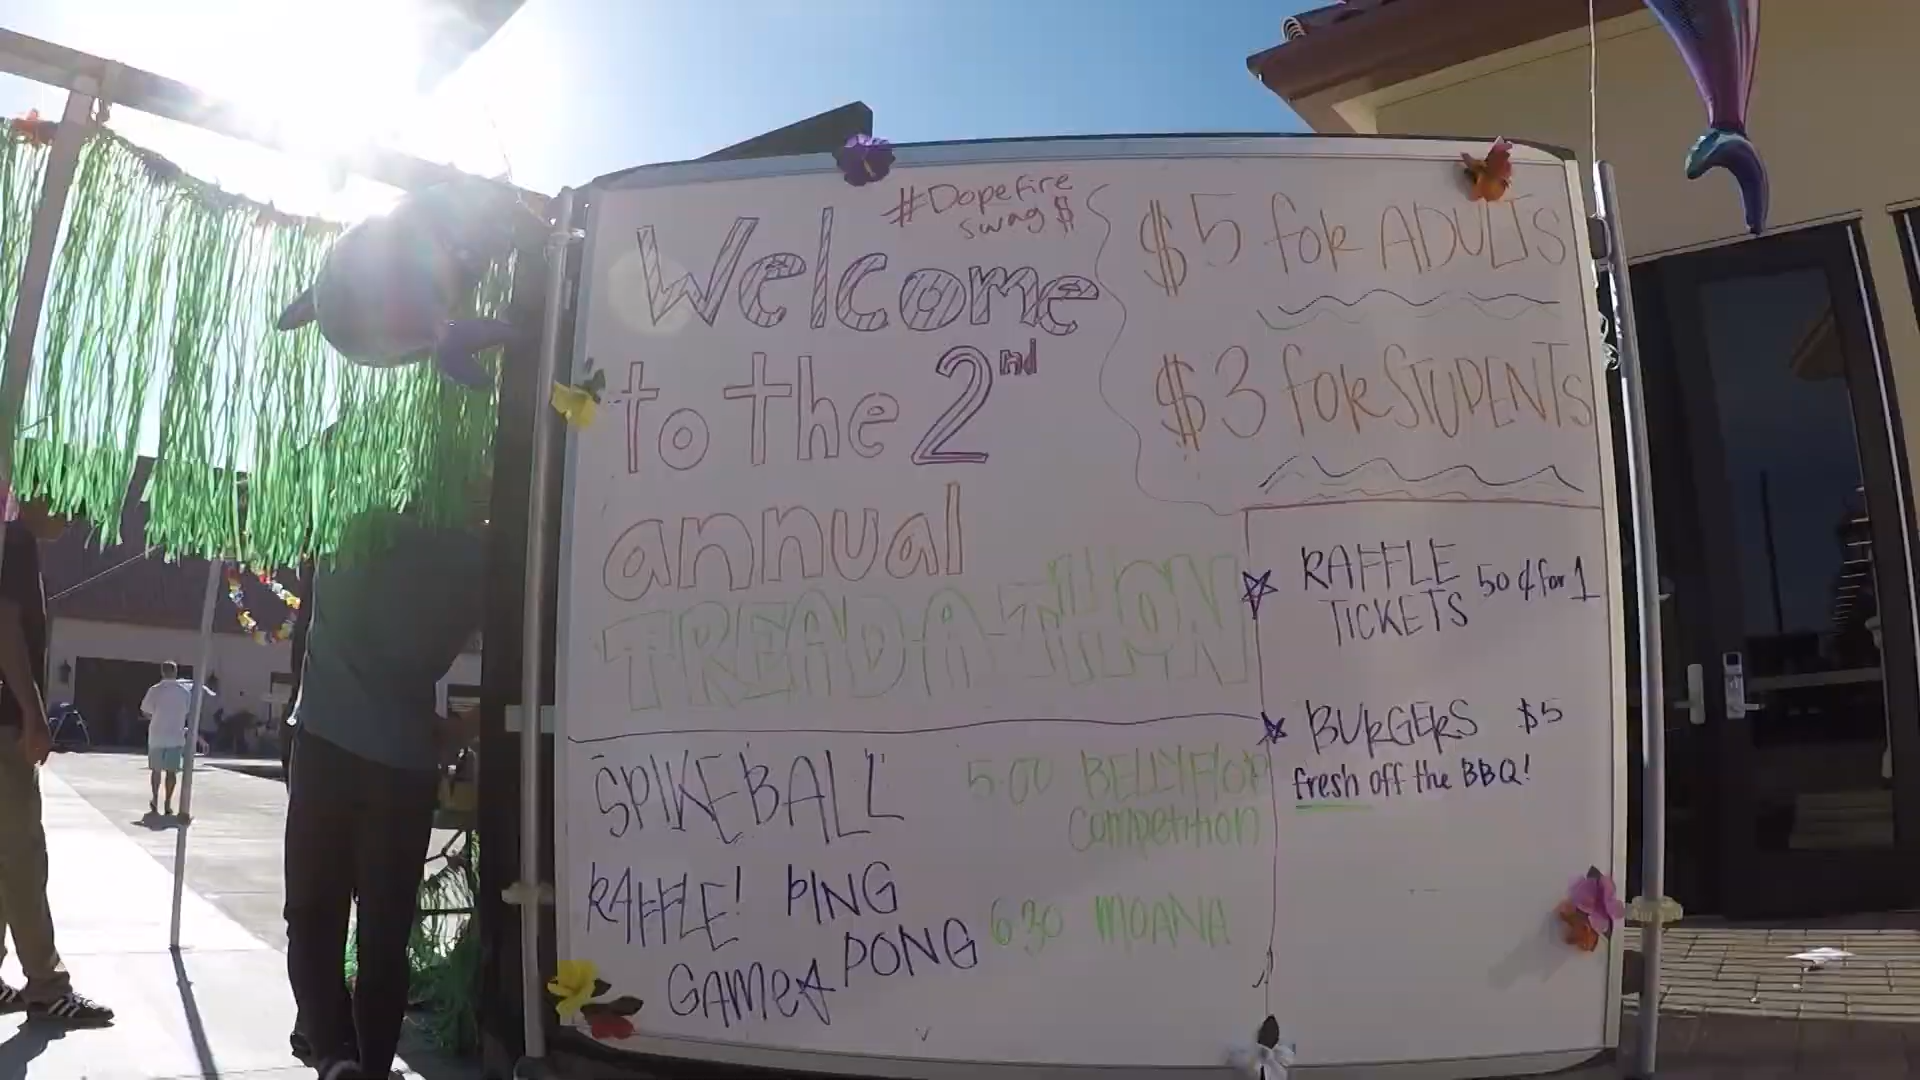 #Dopefire
swag$
Welcome
to the 2nd
annual
TREAD-A-THON
$5 for ADULTS
$3 for STUDENTS
RAFFLE
TICKETS 50¢ for 1
BURGERS $5
fresh off the BBQ!
SPIKEBALL
RAFFLE! PING
PONG
GAMES
5:00 BELLYFLOP
competition
6:30 MOANA